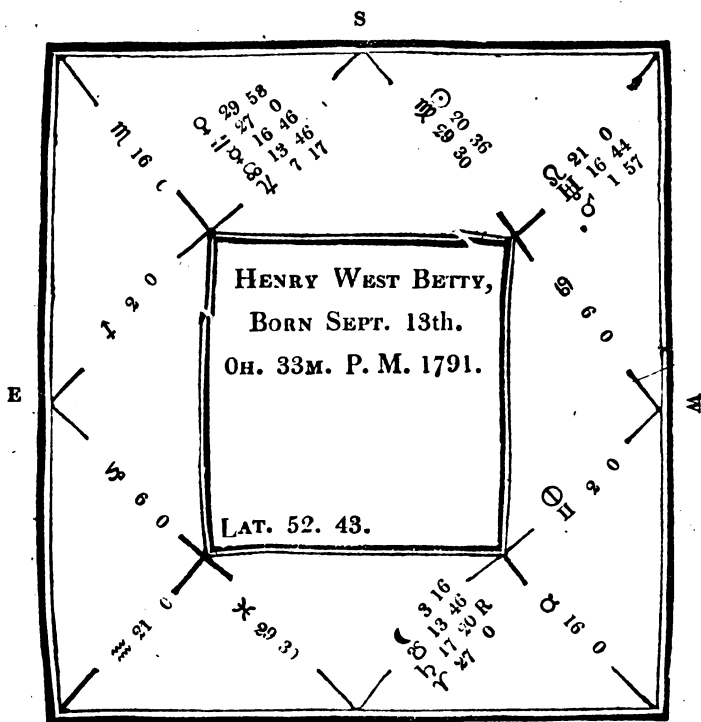 S
♀ 29 58
♎ 27 0
☿ 16 46
☊ 13 46
♃ 7 17
☉ 20 36
♍ 29 30
♌ 21 0
♅ 16 44
♂ 1 57
♏ 16
♐ 2 0
♋ 6 0
HENRY WEST BETTY,
BORN SEPT. 13th.
0H. 33M. P. M. 1791.
E
W
♑ 6 0
⊕
♊ 2 0
LAT. 52. 43.
♒ 21 0
♓ 29 3
☽ 3 16
☋ 13 46
♄ 17 20 R
♈ 27 0
♉ 16 0